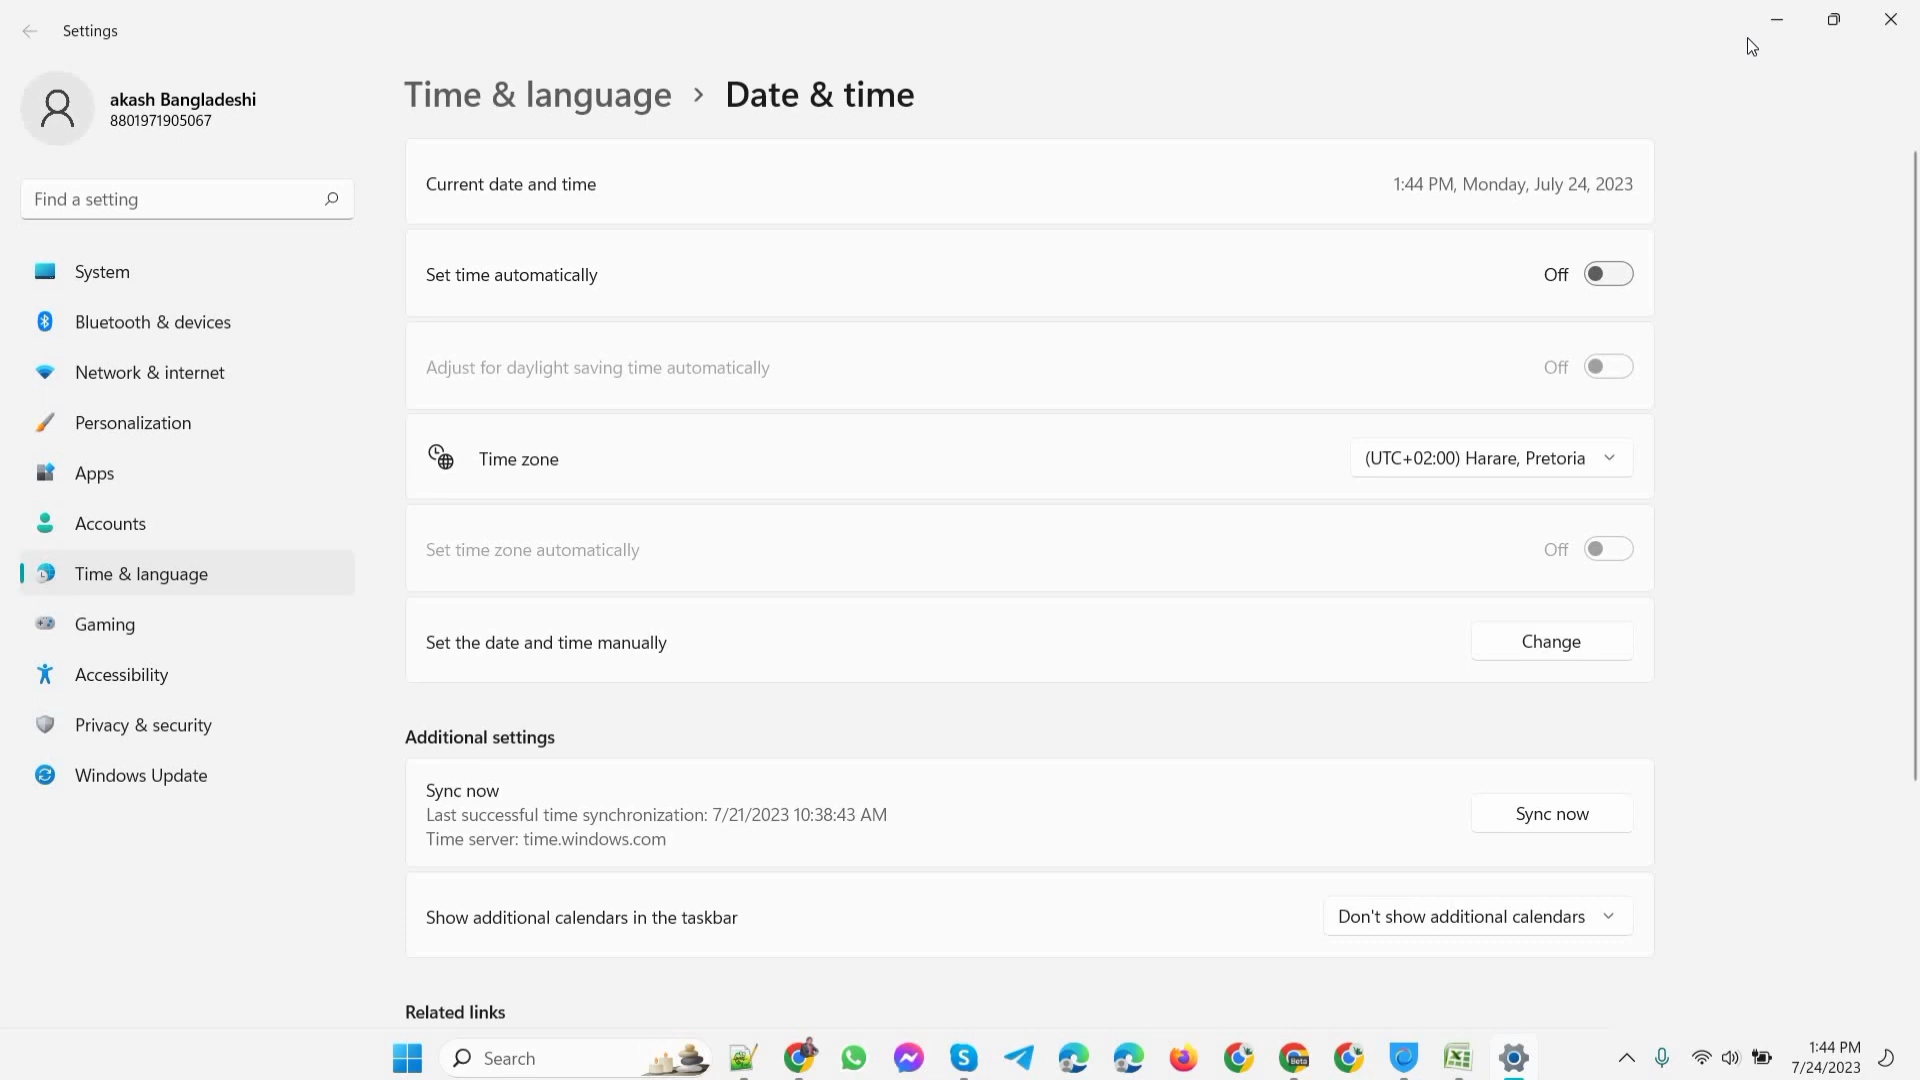 Settings
akash Bangladeshi
8801971905067
Find a setting
System
Bluetooth & devices
Network & internet
Personalization
Apps
Accounts
Time & language
Gaming
Accessibility
Privacy & security
Windows Update
Time & language > Date & time
Current date and time 1:44 PM, Monday, July 24, 2023
Set time automatically Off
Adjust for daylight saving time automatically Off
Time zone (UTC+02:00) Harare, Pretoria
Set time zone automatically Off
Set the date and time manually Change
Additional settings
Sync now
Last successful time synchronization: 7/21/2023 10:38:43 AM
Time server: time.windows.com
Sync now
Show additional calendars in the taskbar Don't show additional calendars
Related links
Search
Beta
1:44 PM
7/24/2023